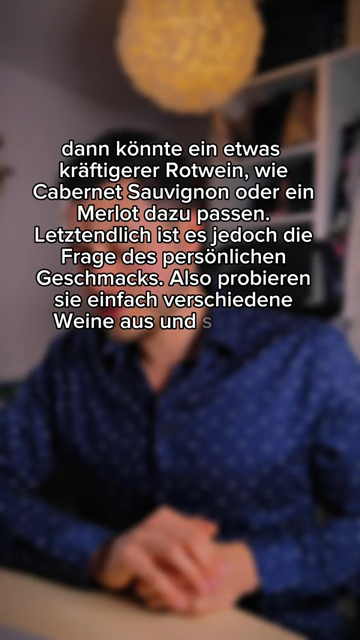 dann könnte ein etwas
kräftigerer Rotwein, wie
Cabernet Sauvignon oder ein
Merlot dazu passen.
Letztendlich ist es jedoch die
Frage des persönlichen
Geschmacks. Also probieren
sie einfach verschiedene
Weine aus und s